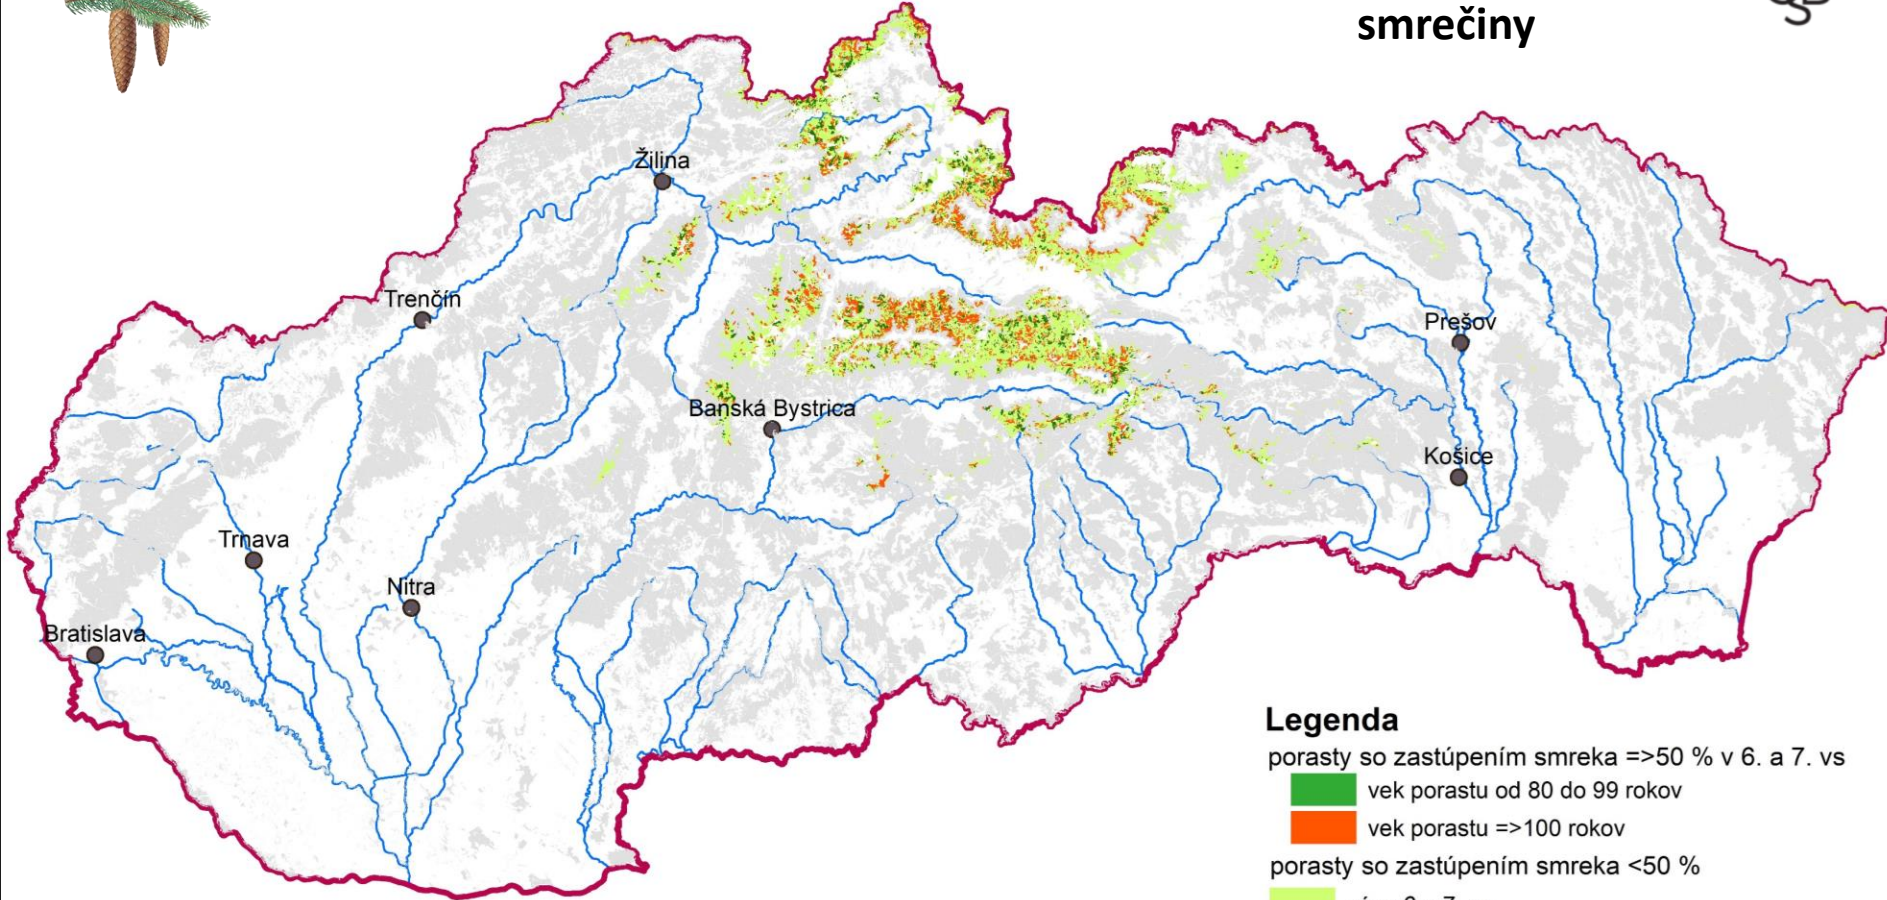 smrečiny
Žilina
Trenčín
Prešov
Banská Bystrica
Košice
Trnava
Nitra
Bratislava
Legenda
porasty so zastúpením smreka =>50 % v 6. a 7. vs
vek porastu od 80 do 99 rokov
vek porastu =>100 rokov
porasty so zastúpením smreka <50 %